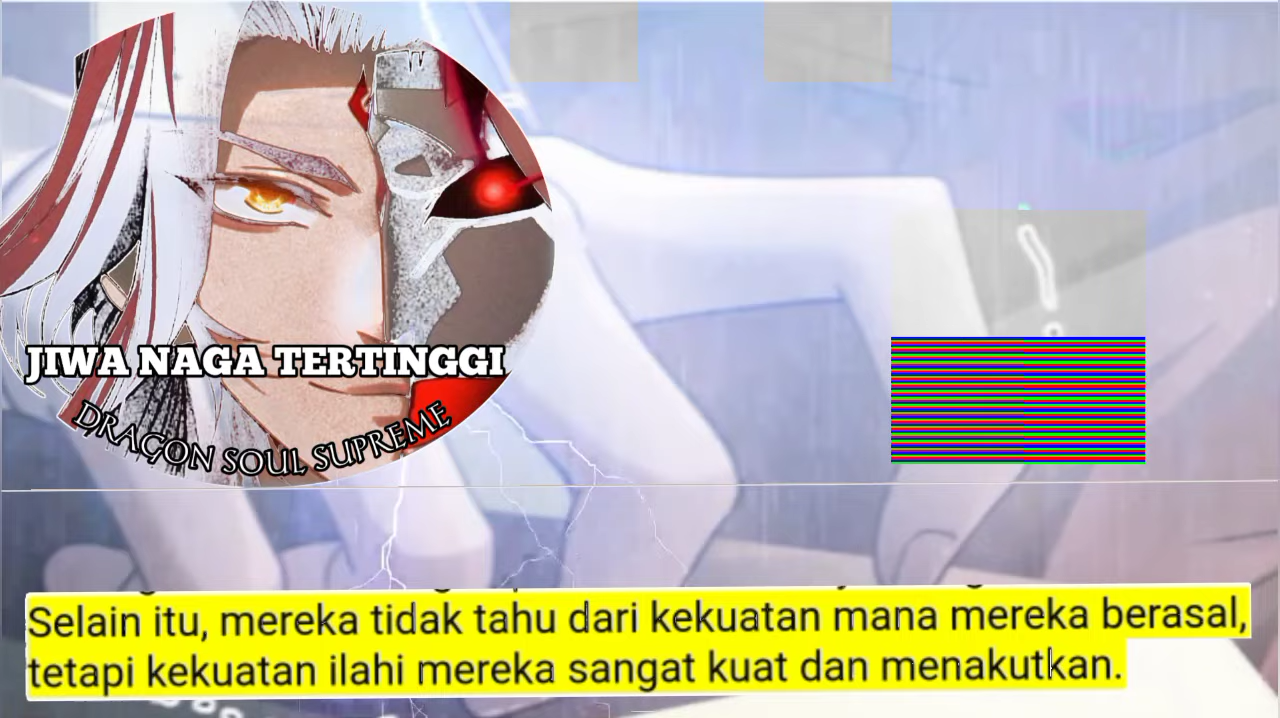 JIWA NAGA TERTINGGI
DRAGON SOUL SUPREME
Selain itu, mereka tidak tahu dari kekuatan mana mereka berasal,
tetapi kekuatan ilahi mereka sangat kuat dan menakutkan.